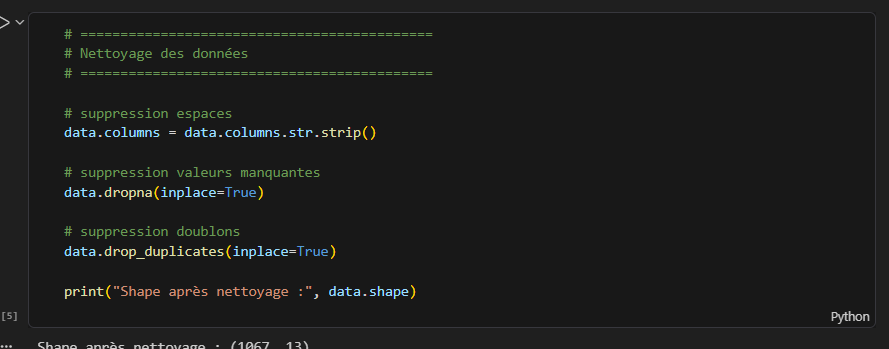 # ============================================
# Nettoyage des données
# ============================================
# suppression espaces
data.columns = data.columns.str.strip()
# suppression valeurs manquantes
data.dropna(inplace=True)
# suppression doublons
data.drop_duplicates(inplace=True)
print("Shape après nettoyage :", data.shape)
[5]
Python
... Shape après nettoyage : (1067, 13)